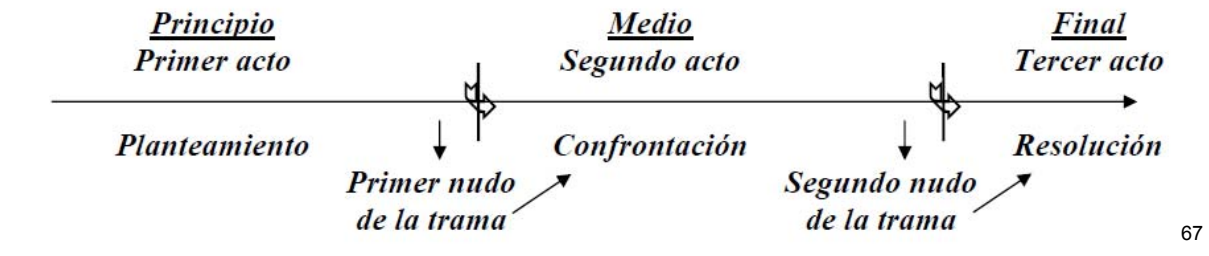 Principio Medio Final
Primer acto Segundo acto Tercer acto
Planteamiento Confrontación Resolución
Primer nudo Segundo nudo
de la trama de la trama
67